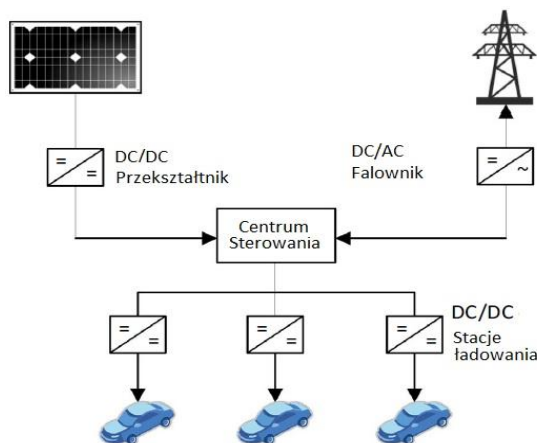 DC/DC
Przekształtnik
DC/AC
Falownik
Centrum
Sterowania
DC/DC
Stacje
ładowania